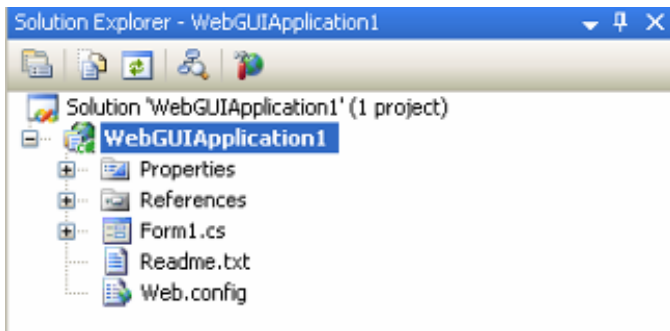 Solution Explorer - WebGUIApplication1
Solution 'WebGUIApplication1' (1 project)
WebGUIApplication1
Properties
References
Form1.cs
Readme.txt
Web.config